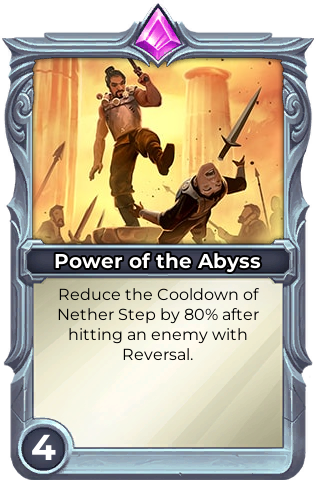 Power of the Abyss
Reduce the Cooldown of
Nether Step by 80% after
hitting an enemy with
Reversal.
4